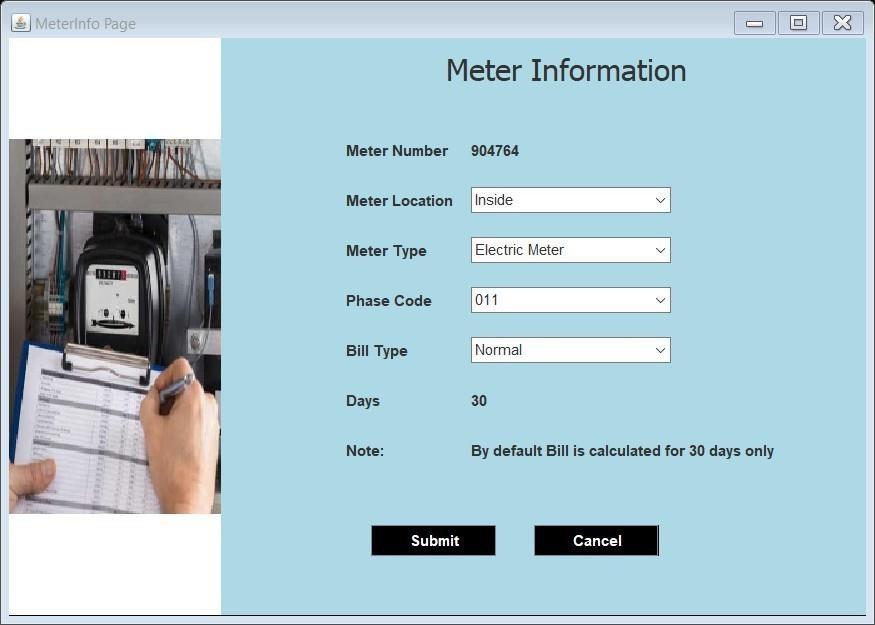 MeterInfo Page
Meter Information
Meter Number 904764
Meter Location Inside
Meter Type Electric Meter
Phase Code 011
Bill Type Normal
Days 30
Note: By default Bill is calculated for 30 days only
Submit Cancel